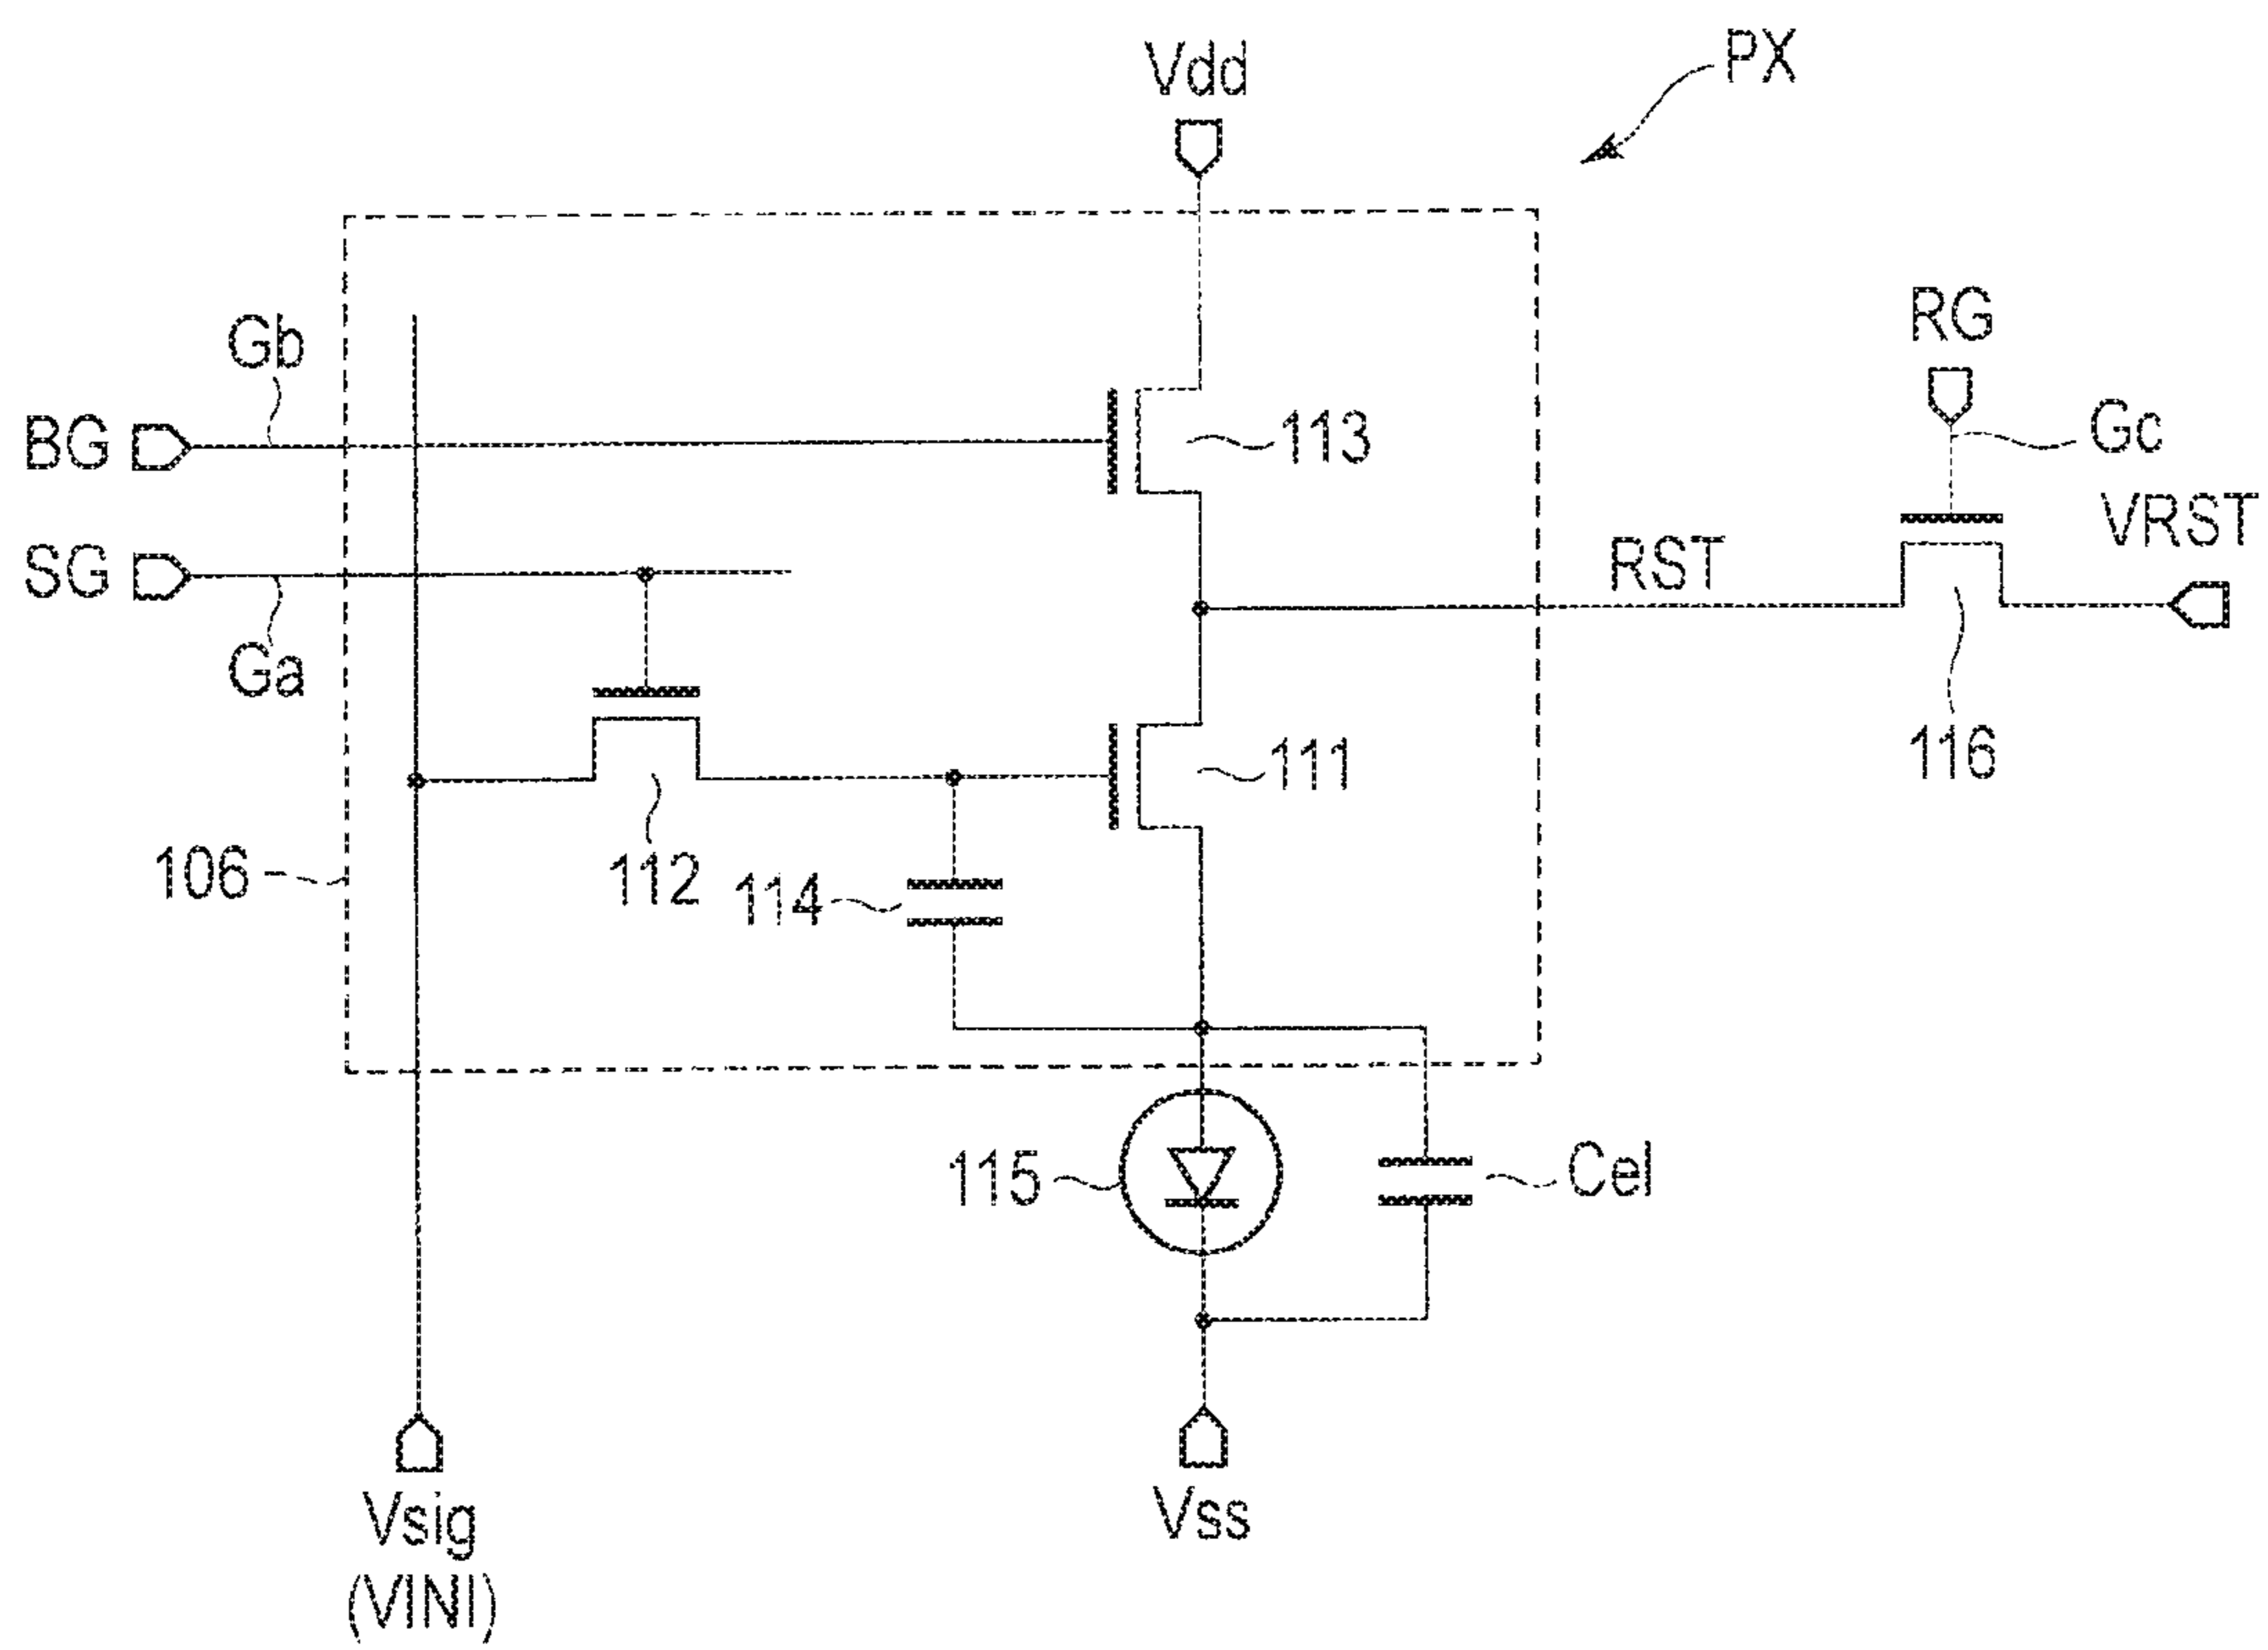 PX
Vdd
RG
Gb
Gc
BG
113
VRST
SG
RST
Ga
111
116
106
112
114
115
Cel
Vsig
(VINI)
Vss